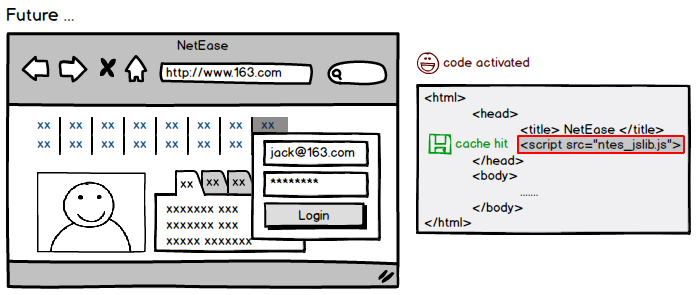 Future ...
NetEase
http://www.163.com
xx xx xx xx xx xx xx
xx xx xx xx xx xx
jack@163.com
********
Login
xx xx xx
xxxxxxx xxx
xxxxxxx xxx
xxxxx xxxxxxx
code activated
<html>
<head>
<title> NetEase </title>
cache hit <script src="ntes_jslib.js">
</head>
<body>
.......
</body>
</html>